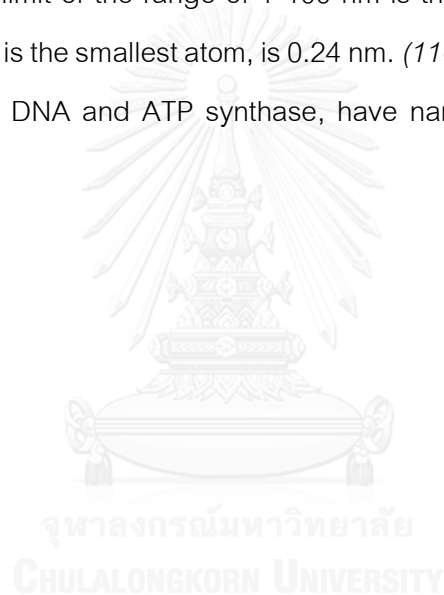 limit of the range of 1-100 nm is th
is the smallest atom, is 0.24 nm. (11
DNA and ATP synthase, have na
จุฬาลงกรณ์มหาวิทยาลัย
CHULALONGKORN UNIVERSITY